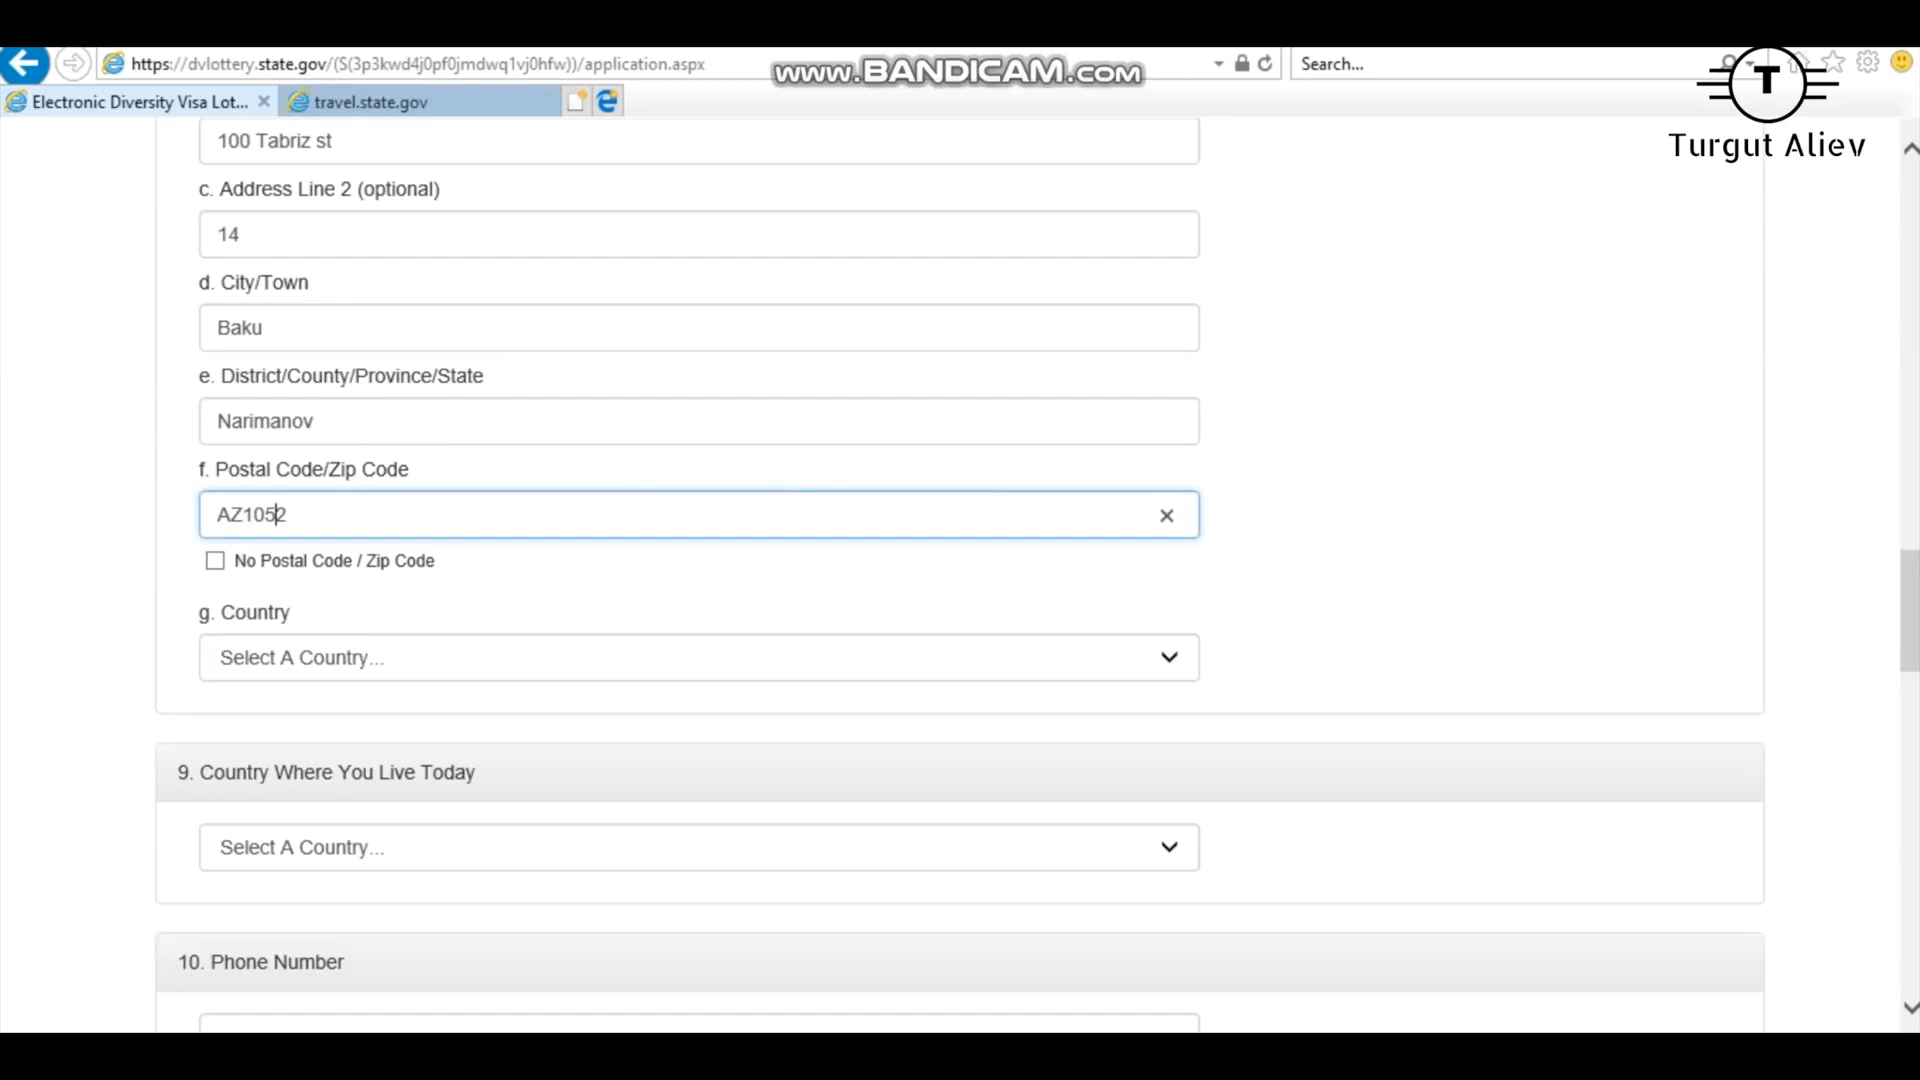 https://dvlottery.state.gov/(S(3p3kwd4j0pf0jmdwq1vj0hfw))/application.aspx
www.BANDICAM.com
Search...
Electronic Diversity Visa Lot...
travel.state.gov
T
Turgut Aliev
100 Tabriz st
c. Address Line 2 (optional)
14
d. City/Town
Baku
e. District/County/Province/State
Narimanov
f. Postal Code/Zip Code
AZ1052
No Postal Code / Zip Code
g. Country
Select A Country...
9. Country Where You Live Today
Select A Country...
10. Phone Number